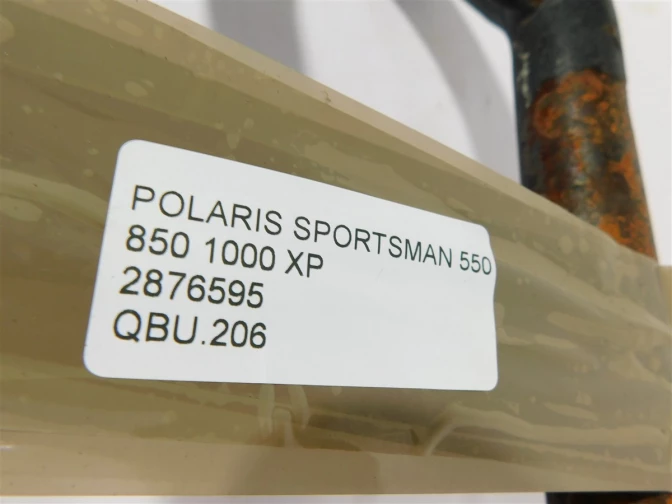 POLARIS SPORTSMAN 550
850 1000 XP
2876595
QBU.206